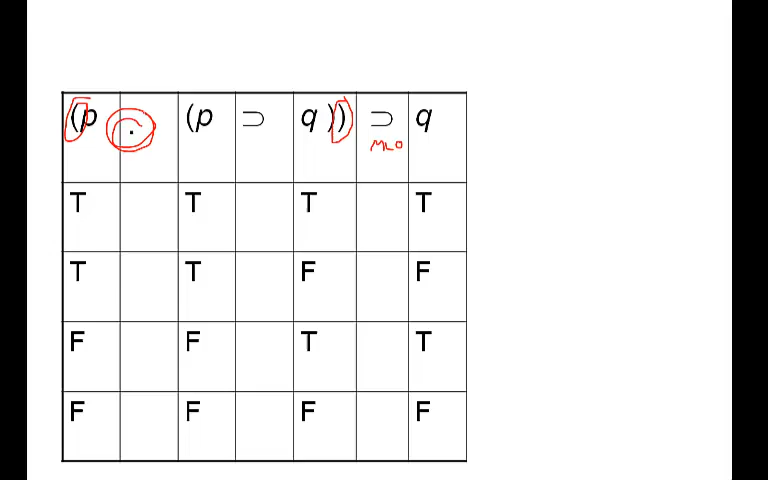 (p · (p ⊃ q)) ⊃ q
MLO
T T T T
T T F F
F F T T
F F F F